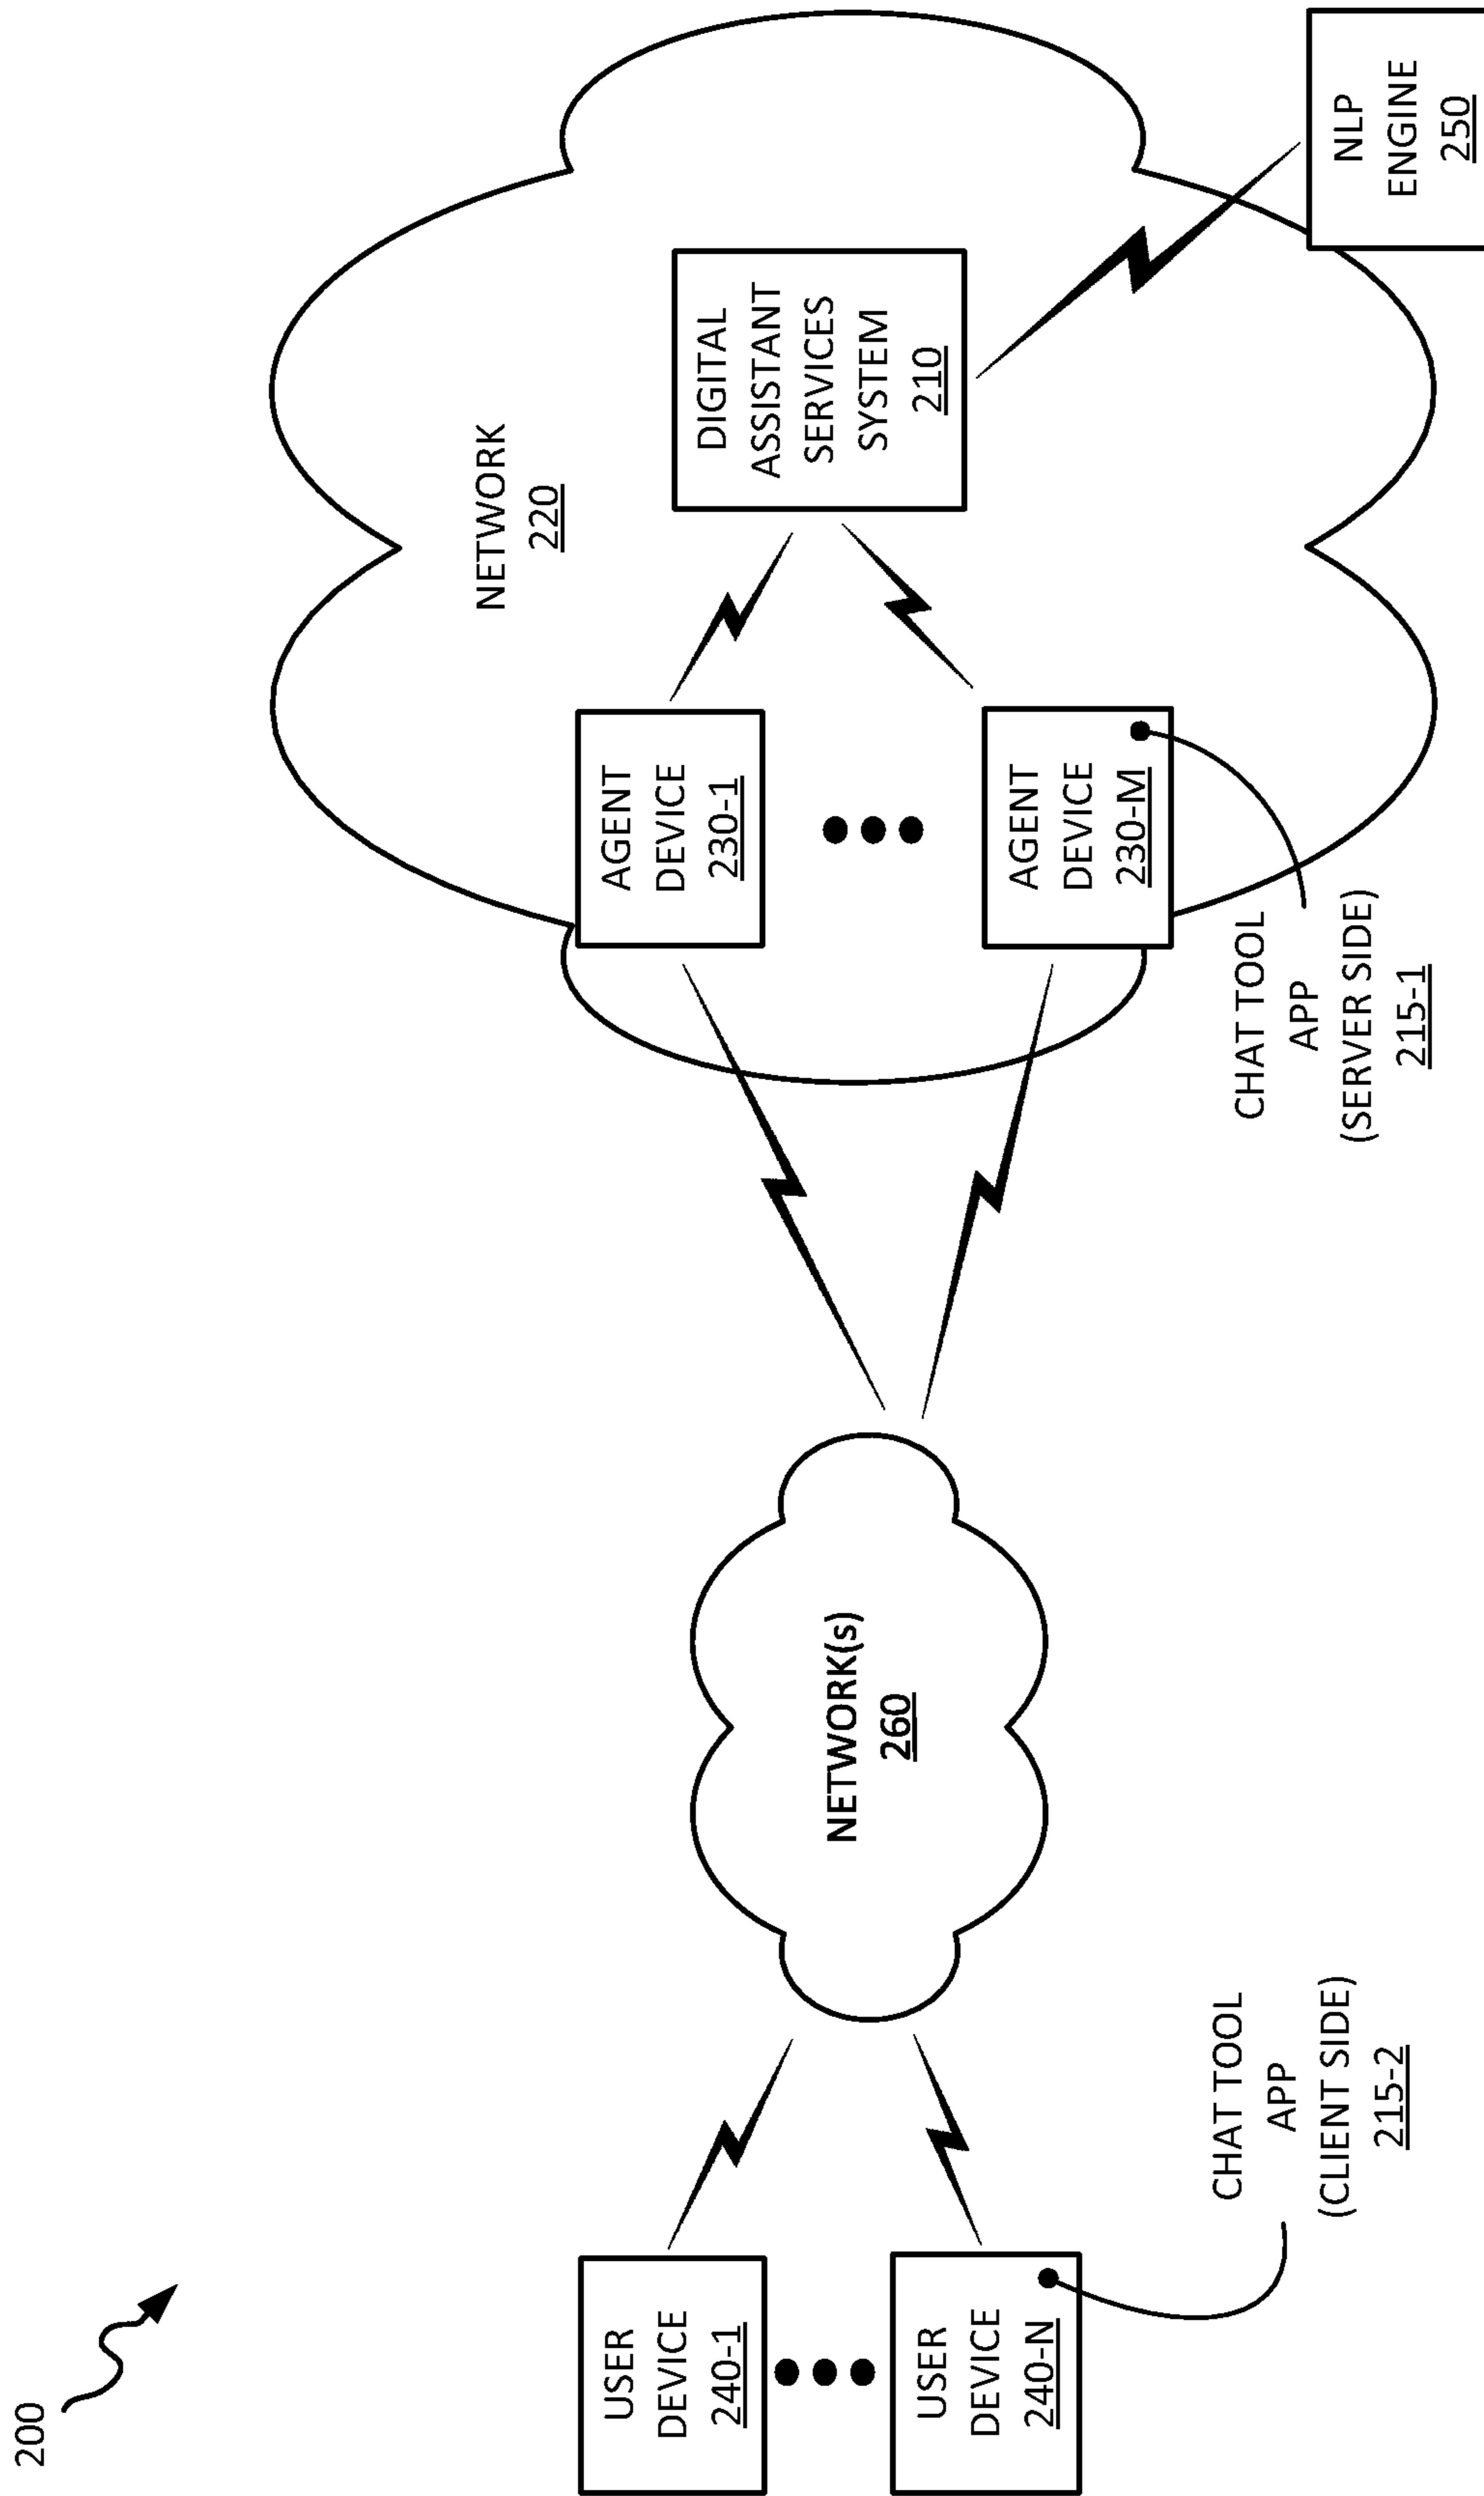 200
NETWORK
220
DIGITAL
ASSISTANT
SERVICES
SYSTEM
210
AGENT
DEVICE
230-1
USER
DEVICE
240-1
NETWORK(s)
260
USER
DEVICE
240-N
AGENT
DEVICE
230-M
CHAT TOOL
APP
(CLIENT SIDE)
215-2
CHAT TOOL
APP
(SERVER SIDE)
215-1
NLP
ENGINE
250